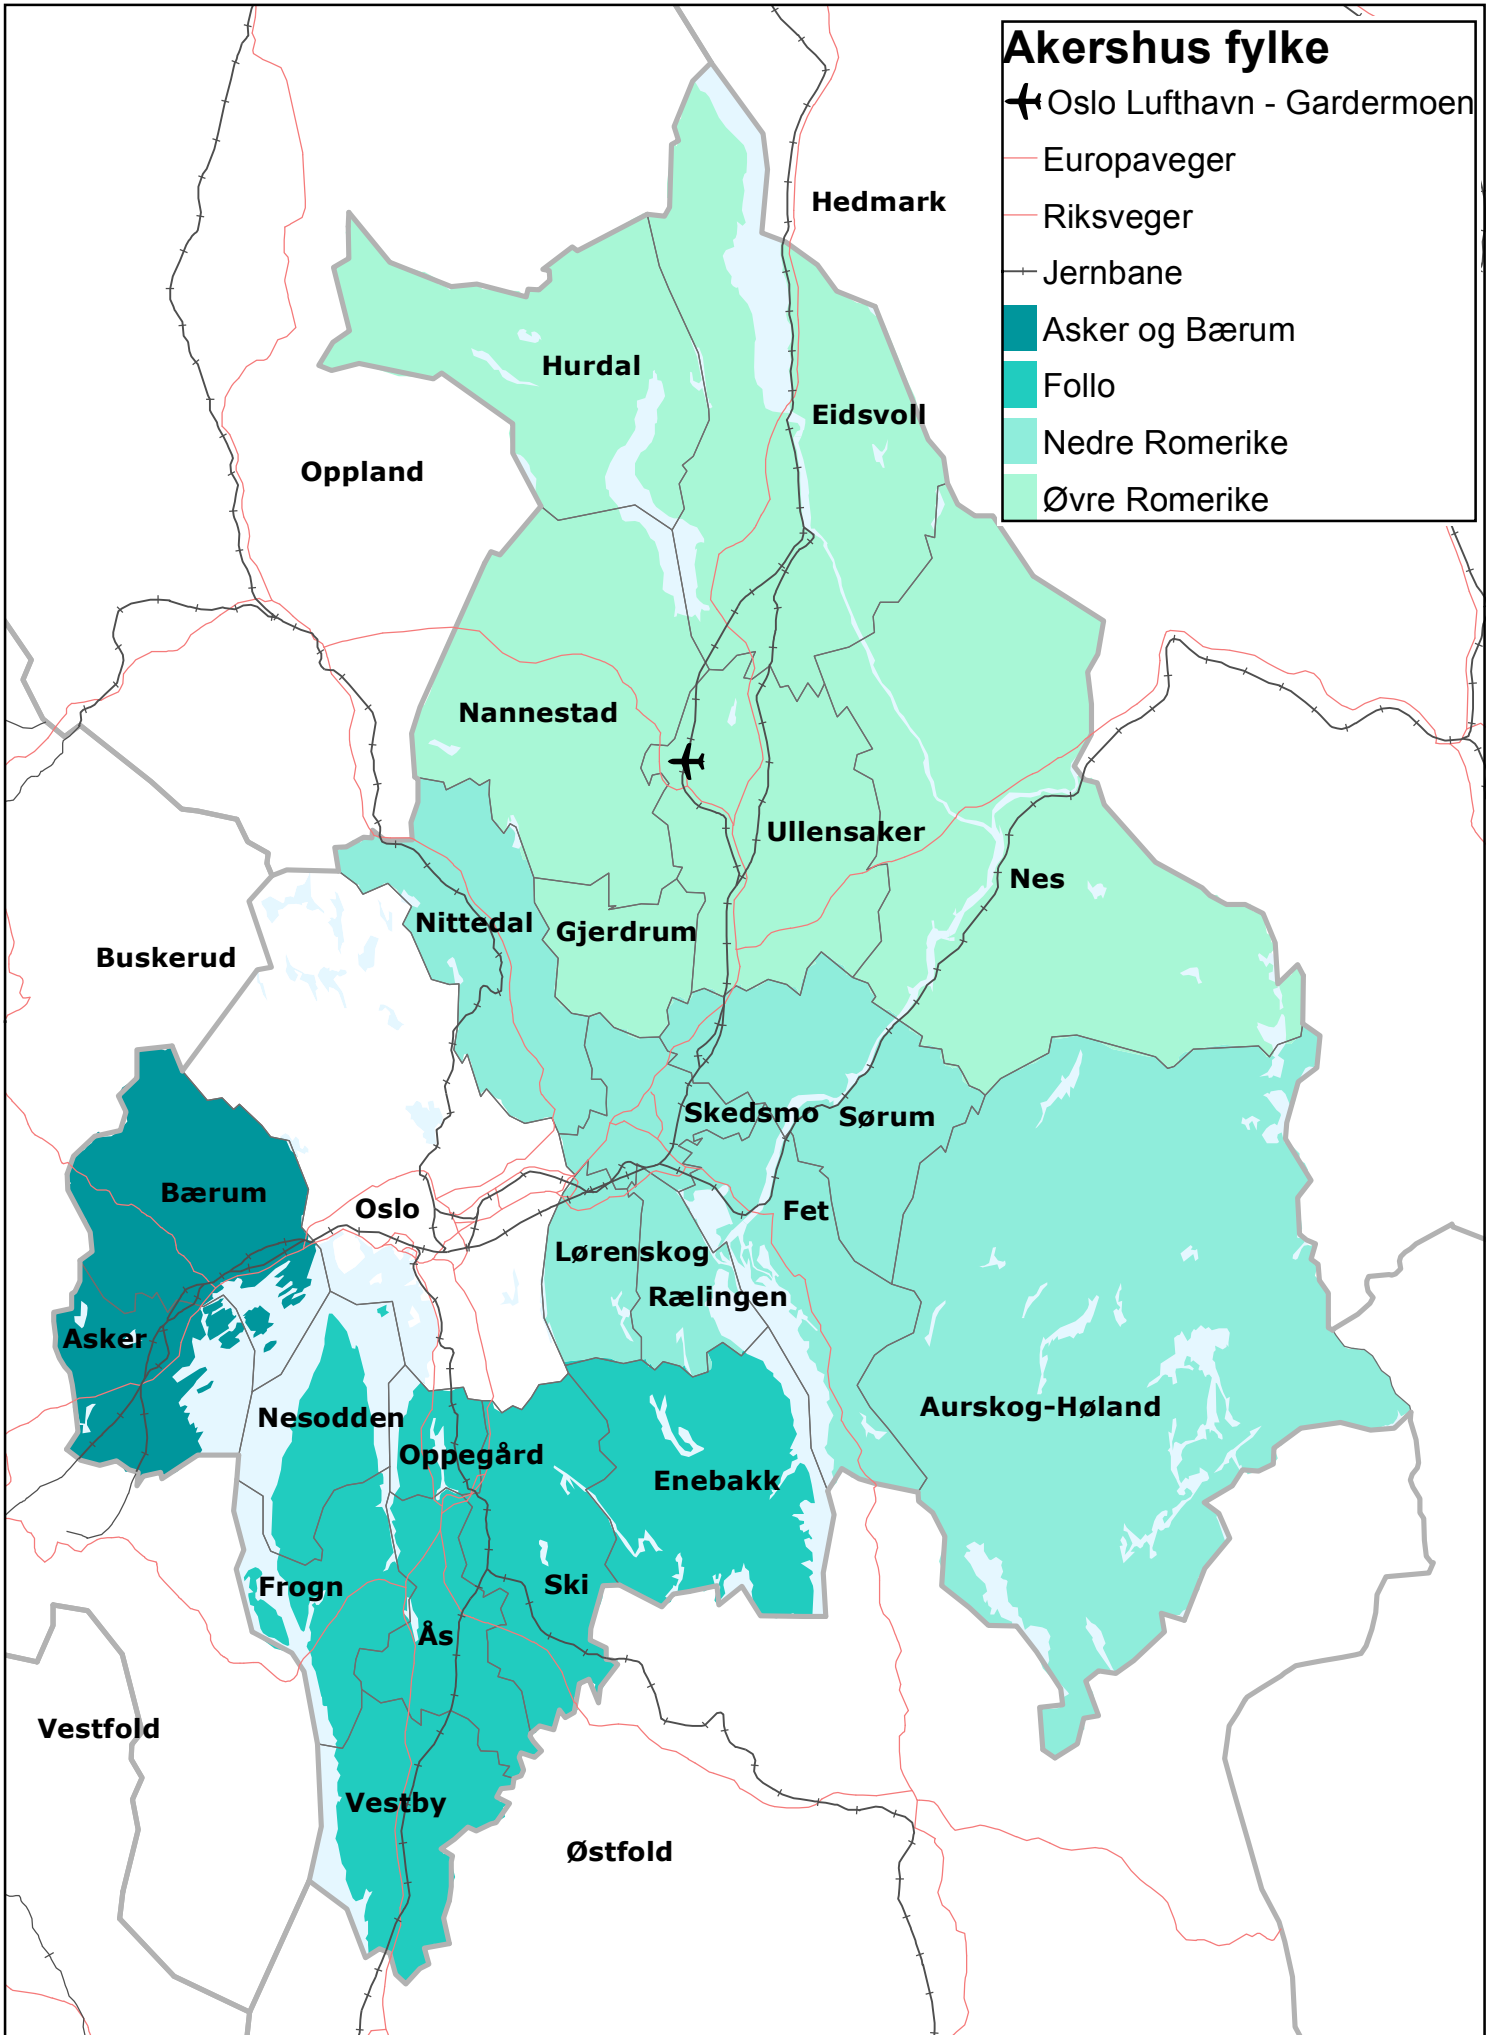 Akershus fylke
Oslo Lufthavn - Gardermoen
Europaveger
Riksveger
Jernbane
Asker og Bærum
Follo
Nedre Romerike
Øvre Romerike
Hedmark
Hurdal
Eidsvoll
Oppland
Nannestad
Ullensaker
Nes
Nittedal
Gjerdrum
Buskerud
Skedsmo
Sørum
Bærum
Oslo
Fet
Lørenskog
Rælingen
Asker
Aurskog-Høland
Nesodden
Oppegård
Enebakk
Frogn
Ski
Ås
Vestfold
Vestby
Østfold